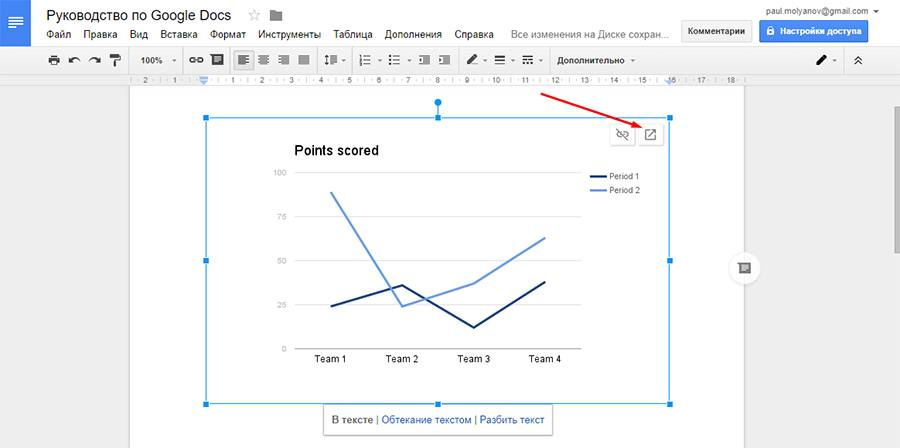 Руководство по Google Docs
paul.molyanov@gmail.com
Файл Правка Вид Вставка Формат Инструменты Таблица Дополнения Справка Все изменения на Диске сохран...
Комментарии
Настройки доступа
100% Дополнительно
2 1 1 2 3 4 5 6 7 8 9 10 11 12 13 14 15 16 17 18
Points scored
100
Period 1
Period 2
75
50
25
0
Team 1 Team 2 Team 3 Team 4
В тексте | Обтекание текстом | Разбить текст